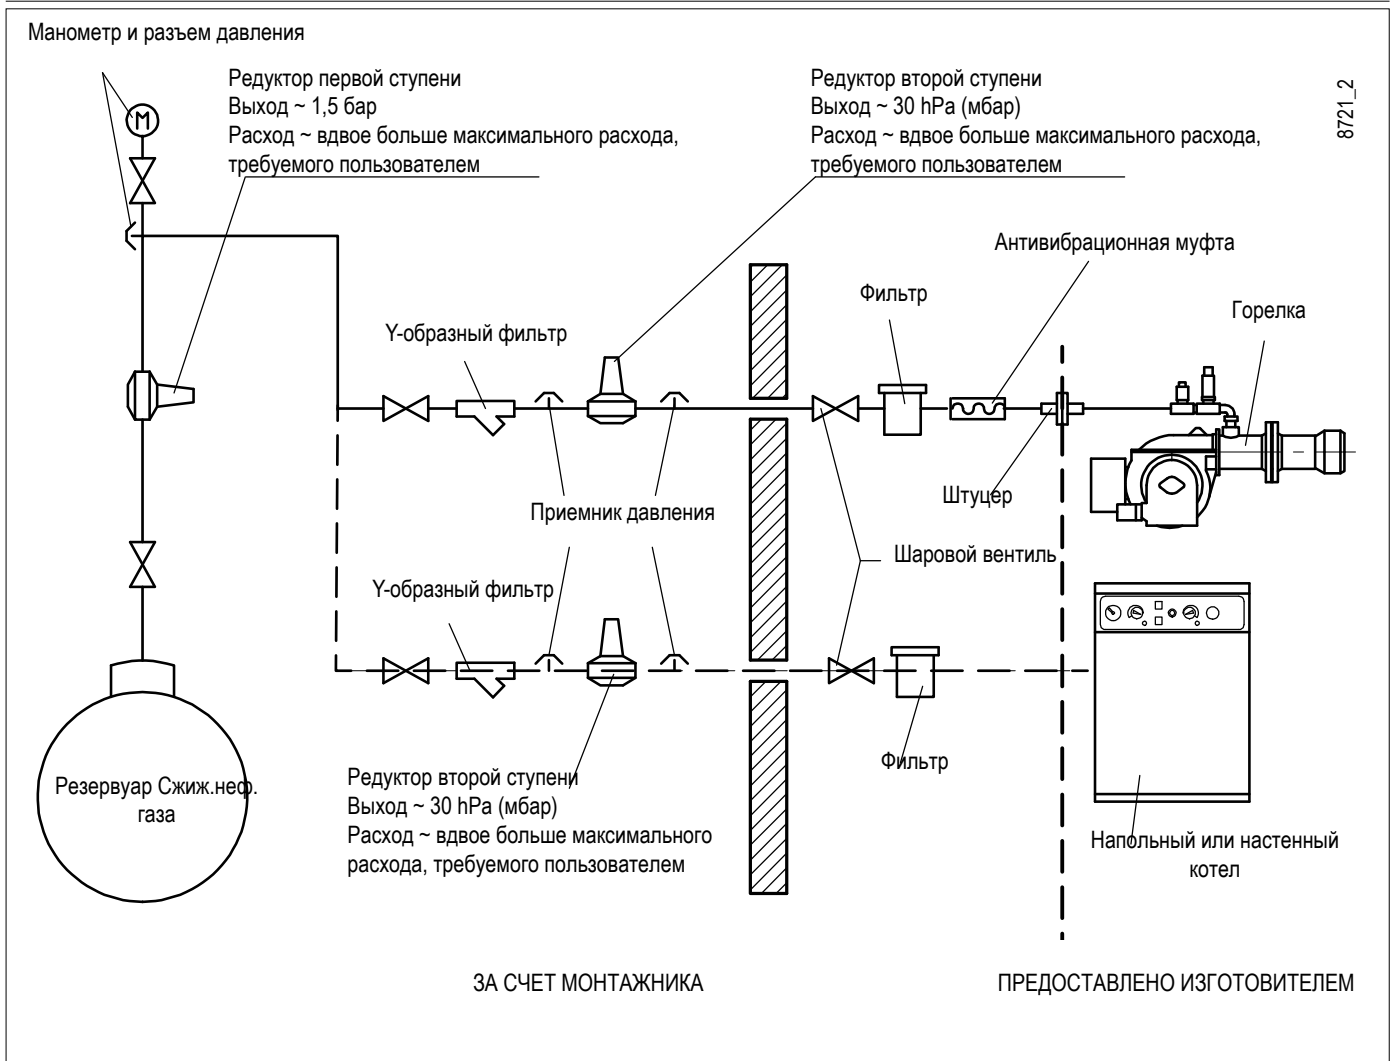 Манометр и разъем давления
Редуктор первой ступени
Выход ~ 1,5 бар
Расход ~ вдвое больше максимального расхода,
требуемого пользователем
Редуктор второй ступени
Выход ~ 30 hPa (мбар)
Расход ~ вдвое больше максимального расхода,
требуемого пользователем
8721_2
M
Антивибрационная муфта
Фильтр
Горелка
Y-образный фильтр
Штуцер
Приемник давления
Шаровой вентиль
Y-образный фильтр
Фильтр
Резервуар Сжиж.неф.
газа
Редуктор второй ступени
Выход ~ 30 hPa (мбар)
Расход ~ вдвое больше максимального
расхода, требуемого пользователем
Напольный или настенный
котел
ЗА СЧЕТ МОНТАЖНИКА
ПРЕДОСТАВЛЕНО ИЗГОТОВИТЕЛЕМ